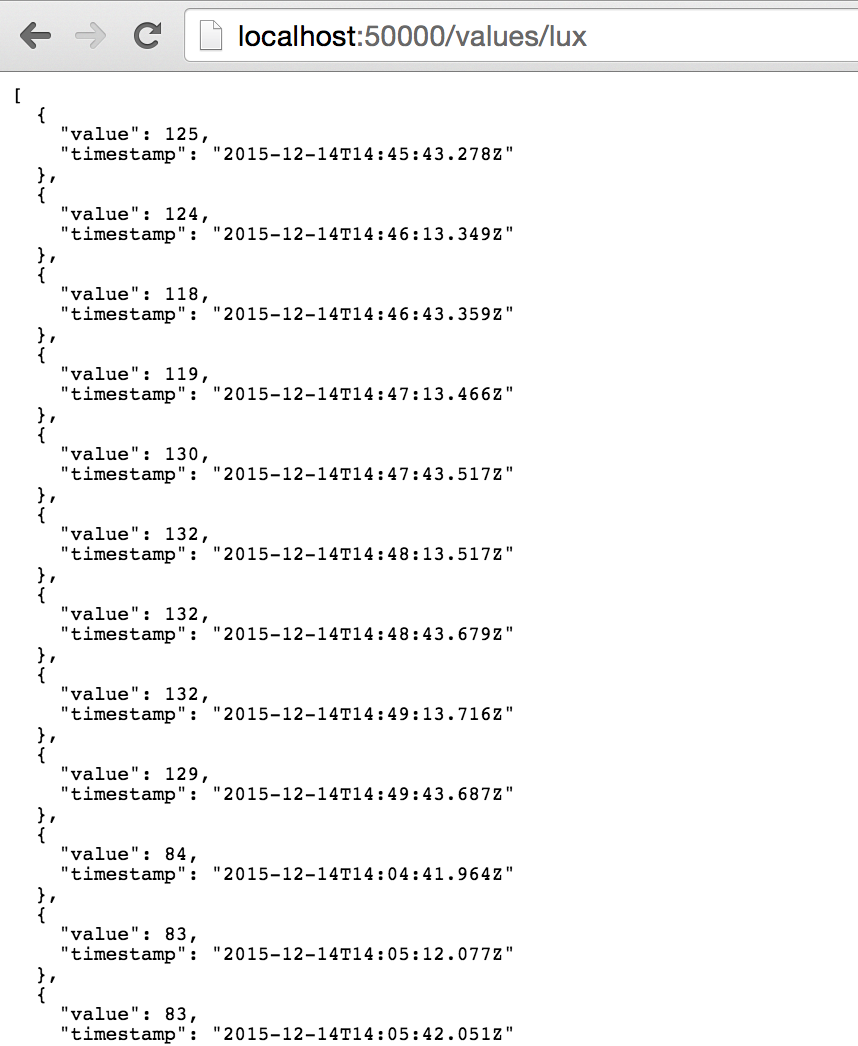 localhost:50000/values/lux
[
  {
    "value": 125,
    "timestamp": "2015-12-14T14:45:43.278Z"
  },
  {
    "value": 124,
    "timestamp": "2015-12-14T14:46:13.349Z"
  },
  {
    "value": 118,
    "timestamp": "2015-12-14T14:46:43.359Z"
  },
  {
    "value": 119,
    "timestamp": "2015-12-14T14:47:13.466Z"
  },
  {
    "value": 130,
    "timestamp": "2015-12-14T14:47:43.517Z"
  },
  {
    "value": 132,
    "timestamp": "2015-12-14T14:48:13.517Z"
  },
  {
    "value": 132,
    "timestamp": "2015-12-14T14:48:43.679Z"
  },
  {
    "value": 132,
    "timestamp": "2015-12-14T14:49:13.716Z"
  },
  {
    "value": 129,
    "timestamp": "2015-12-14T14:49:43.687Z"
  },
  {
    "value": 84,
    "timestamp": "2015-12-14T14:04:41.964Z"
  },
  {
    "value": 83,
    "timestamp": "2015-12-14T14:05:12.077Z"
  },
  {
    "value": 83,
    "timestamp": "2015-12-14T14:05:42.051Z"